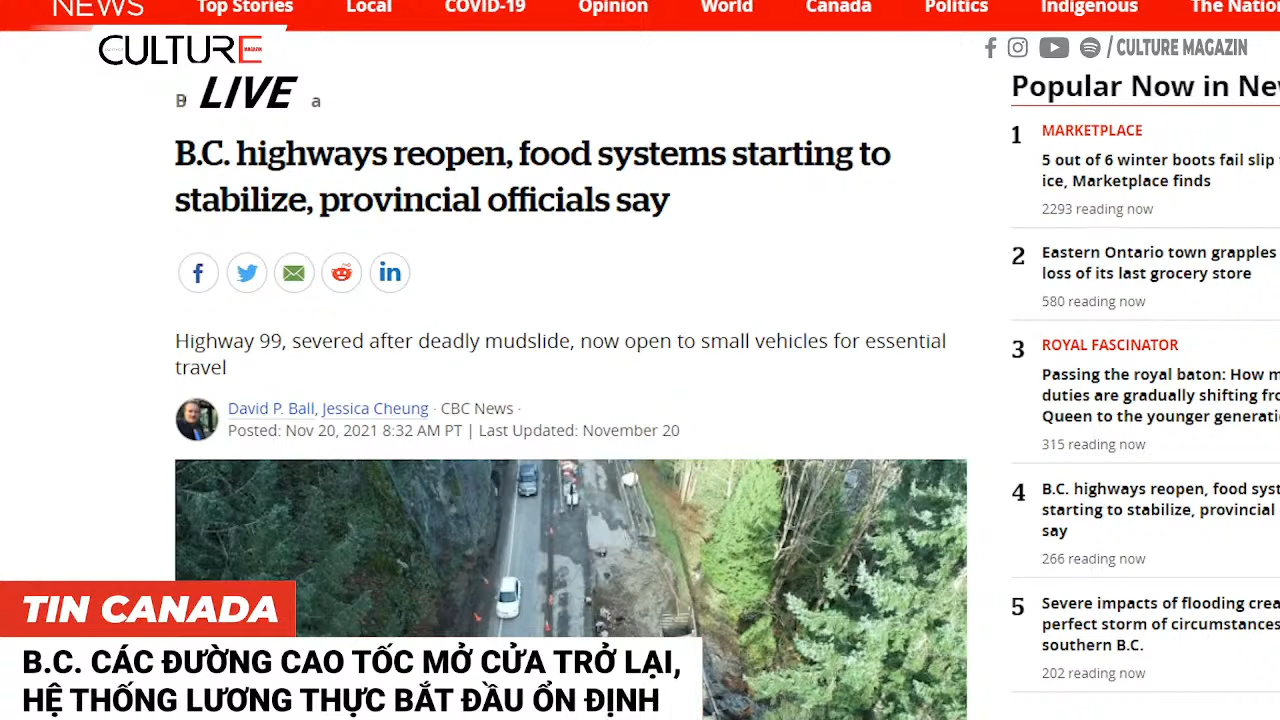 NEWS
Top Stories Local COVID-19 Opinion World Canada Politics Indigenous The Nation
CULTURE MAGAZIN
/ CULTURE MAGAZIN
LIVE
B.C. highways reopen, food systems starting to
stabilize, provincial officials say
Highway 99, severed after deadly mudslide, now open to small vehicles for essential
travel
David P. Ball, Jessica Cheung · CBC News ·
Posted: Nov 20, 2021 8:32 AM PT | Last Updated: November 20
Popular Now in Ne
1 MARKETPLACE
5 out of 6 winter boots fail slip
ice, Marketplace finds
2293 reading now
2 Eastern Ontario town grapples
loss of its last grocery store
580 reading now
3 ROYAL FASCINATOR
Passing the royal baton: How m
duties are gradually shifting fro
Queen to the younger generati
315 reading now
4 B.C. highways reopen, food syst
starting to stabilize, provincial
say
266 reading now
5 Severe impacts of flooding crea
perfect storm of circumstances
southern B.C.
202 reading now
TIN CANADA
B.C. CÁC ĐƯỜNG CAO TỐC MỞ CỬA TRỞ LẠI,
HỆ THỐNG LƯƠNG THỰC BẮT ĐẦU ỔN ĐỊNH